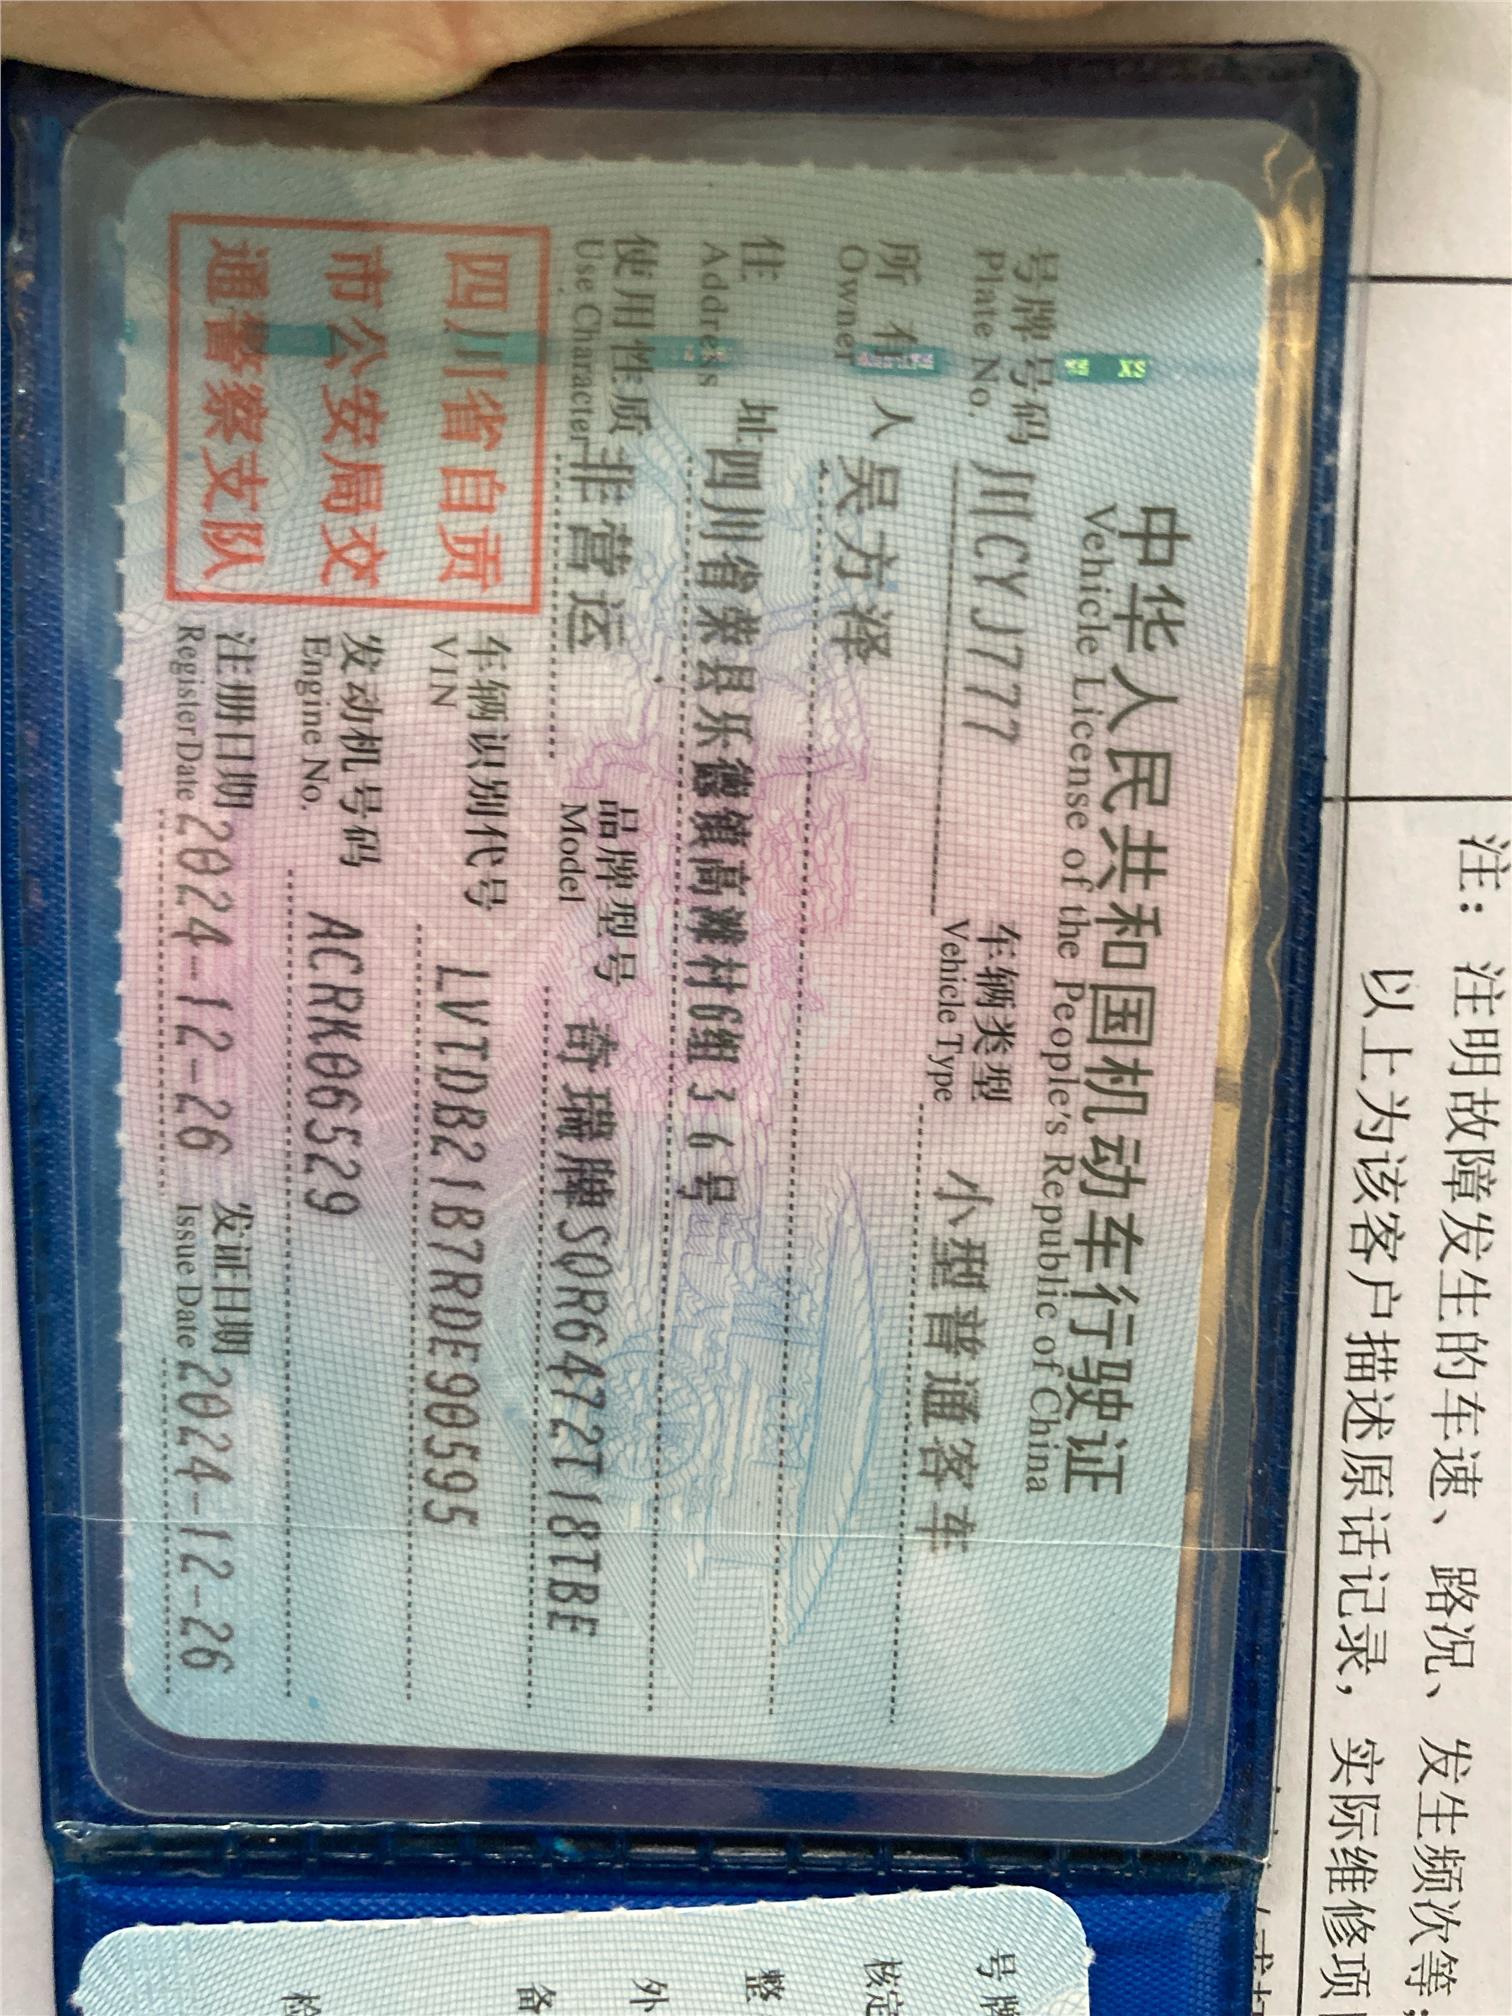 中华人民共和国机动车行驶证
Vehicle License of the People's Republic of China
号牌号码 川CYJ777 车辆类型 小型普通客车
Plate No. Vehicle Type
所有人 吴方泽
Owner
住址 四川省荣县乐德镇高滩村6组36号
Address
使用性质 非营运 品牌型号 奇瑞牌SQR6472T18TBE
Use Character Model
四川省自贡
市公安局交
通警察支队
车辆识别代号 LVTDB21B7RDE90595
VIN
发动机号码 ACRK06529
Engine No.
注册日期 2024-12-26 发证日期 2024-12-26
Register Date Issue Date
注：注明故障发生的车速、路况、发生频次等；
以上为该客户描述原话记录，实际维修项
号牌
核定
整
外
备
检